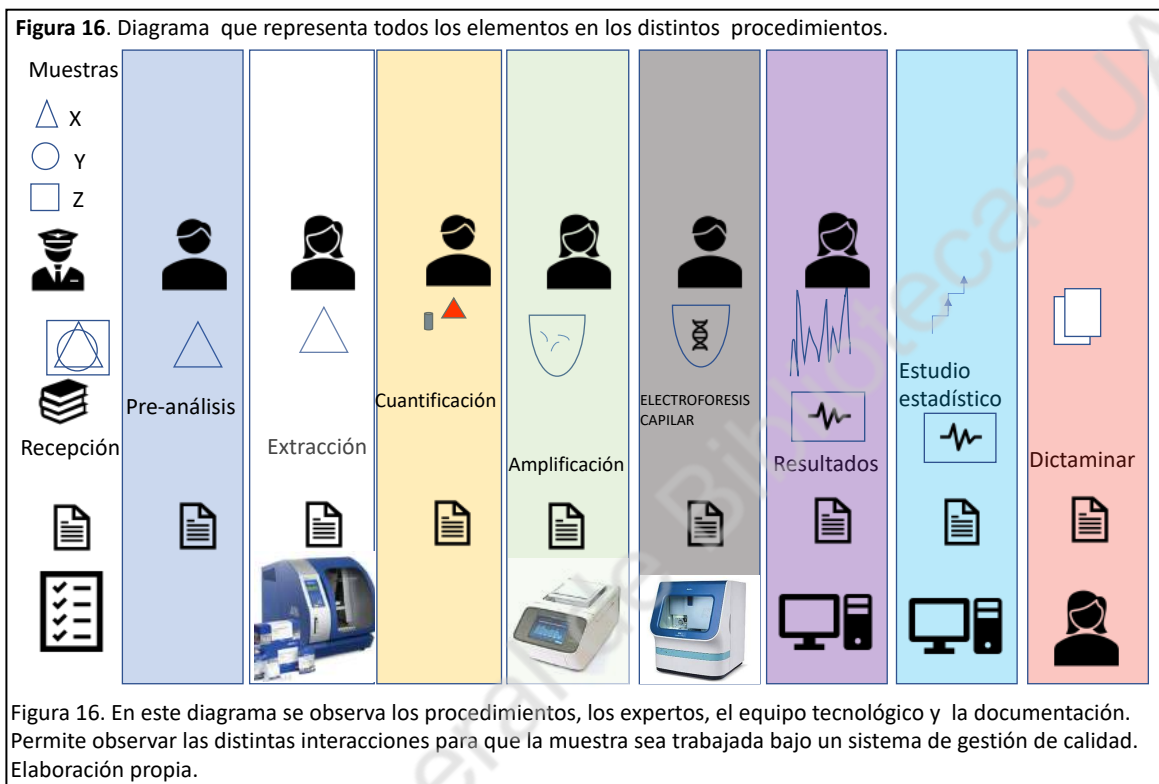 Figura 16. Diagrama que representa todos los elementos en los distintos procedimientos.
Muestras
X
Y
Z
Recepción
Pre-análisis
Extracción
Cuantificación
Amplificación
ELECTROFORESIS
CAPILAR
Resultados
Estudio
estadístico
Dictaminar
Figura 16. En este diagrama se observa los procedimientos, los expertos, el equipo tecnológico y la documentación.
Permite observar las distintas interacciones para que la muestra sea trabajada bajo un sistema de gestión de calidad.
Elaboración propia.